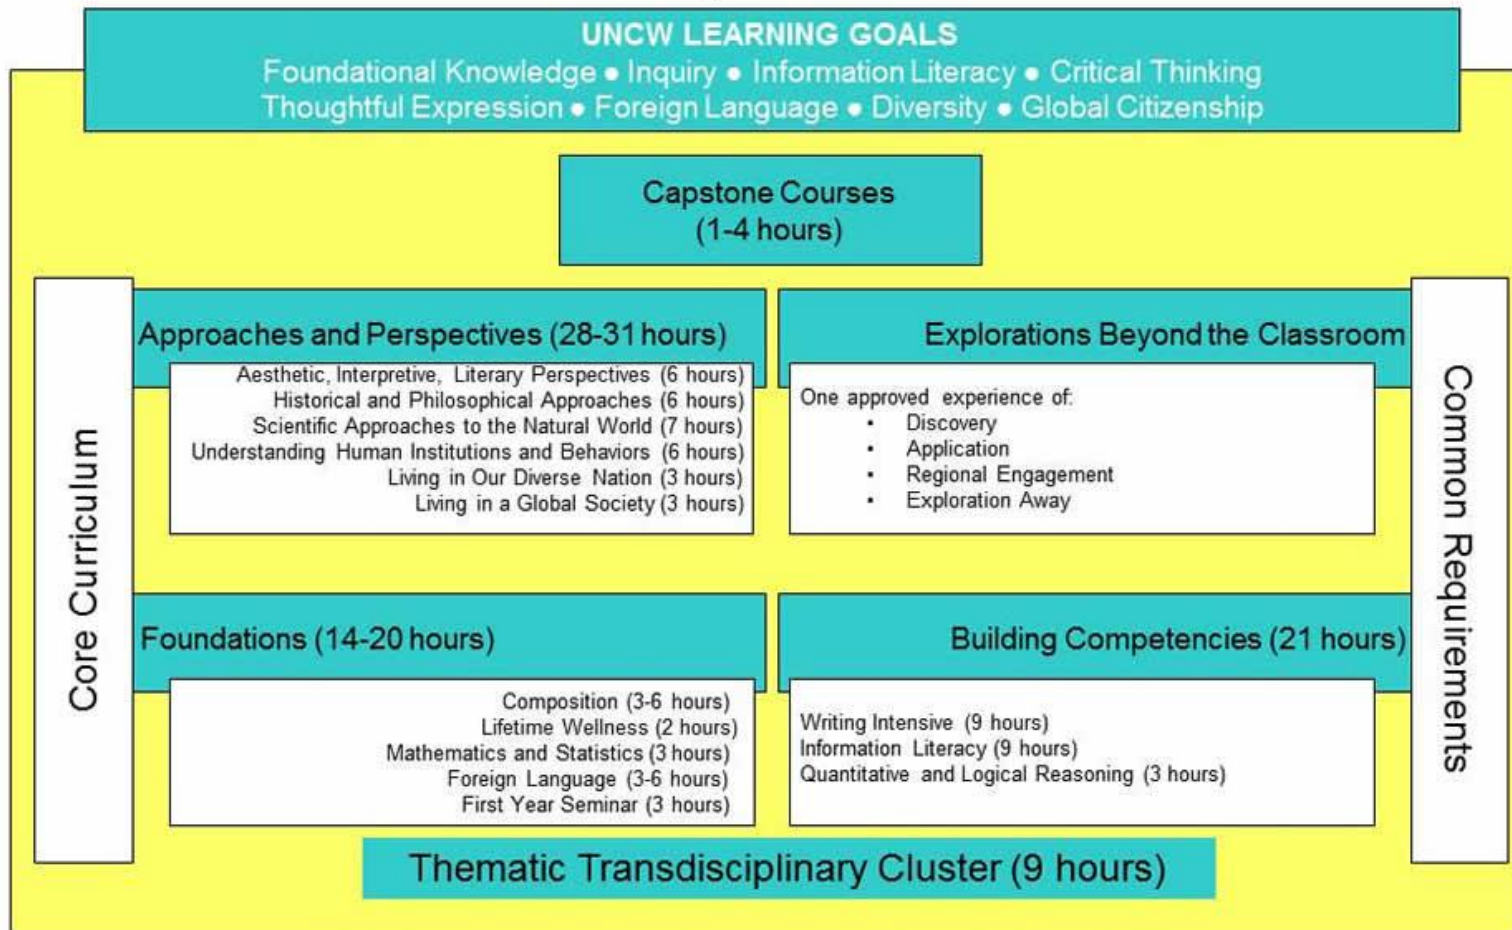 UNCW LEARNING GOALS
Foundational Knowledge ● Inquiry ● Information Literacy ● Critical Thinking
Thoughtful Expression ● Foreign Language ● Diversity ● Global Citizenship
Capstone Courses
(1-4 hours)
Core Curriculum
Approaches and Perspectives (28-31 hours)
Aesthetic, Interpretive, Literary Perspectives (6 hours)
Historical and Philosophical Approaches (6 hours)
Scientific Approaches to the Natural World (7 hours)
Understanding Human Institutions and Behaviors (6 hours)
Living in Our Diverse Nation (3 hours)
Living in a Global Society (3 hours)
Explorations Beyond the Classroom
One approved experience of:
• Discovery
• Application
• Regional Engagement
• Exploration Away
Common Requirements
Foundations (14-20 hours)
Composition (3-6 hours)
Lifetime Wellness (2 hours)
Mathematics and Statistics (3 hours)
Foreign Language (3-6 hours)
First Year Seminar (3 hours)
Building Competencies (21 hours)
Writing Intensive (9 hours)
Information Literacy (9 hours)
Quantitative and Logical Reasoning (3 hours)
Thematic Transdisciplinary Cluster (9 hours)